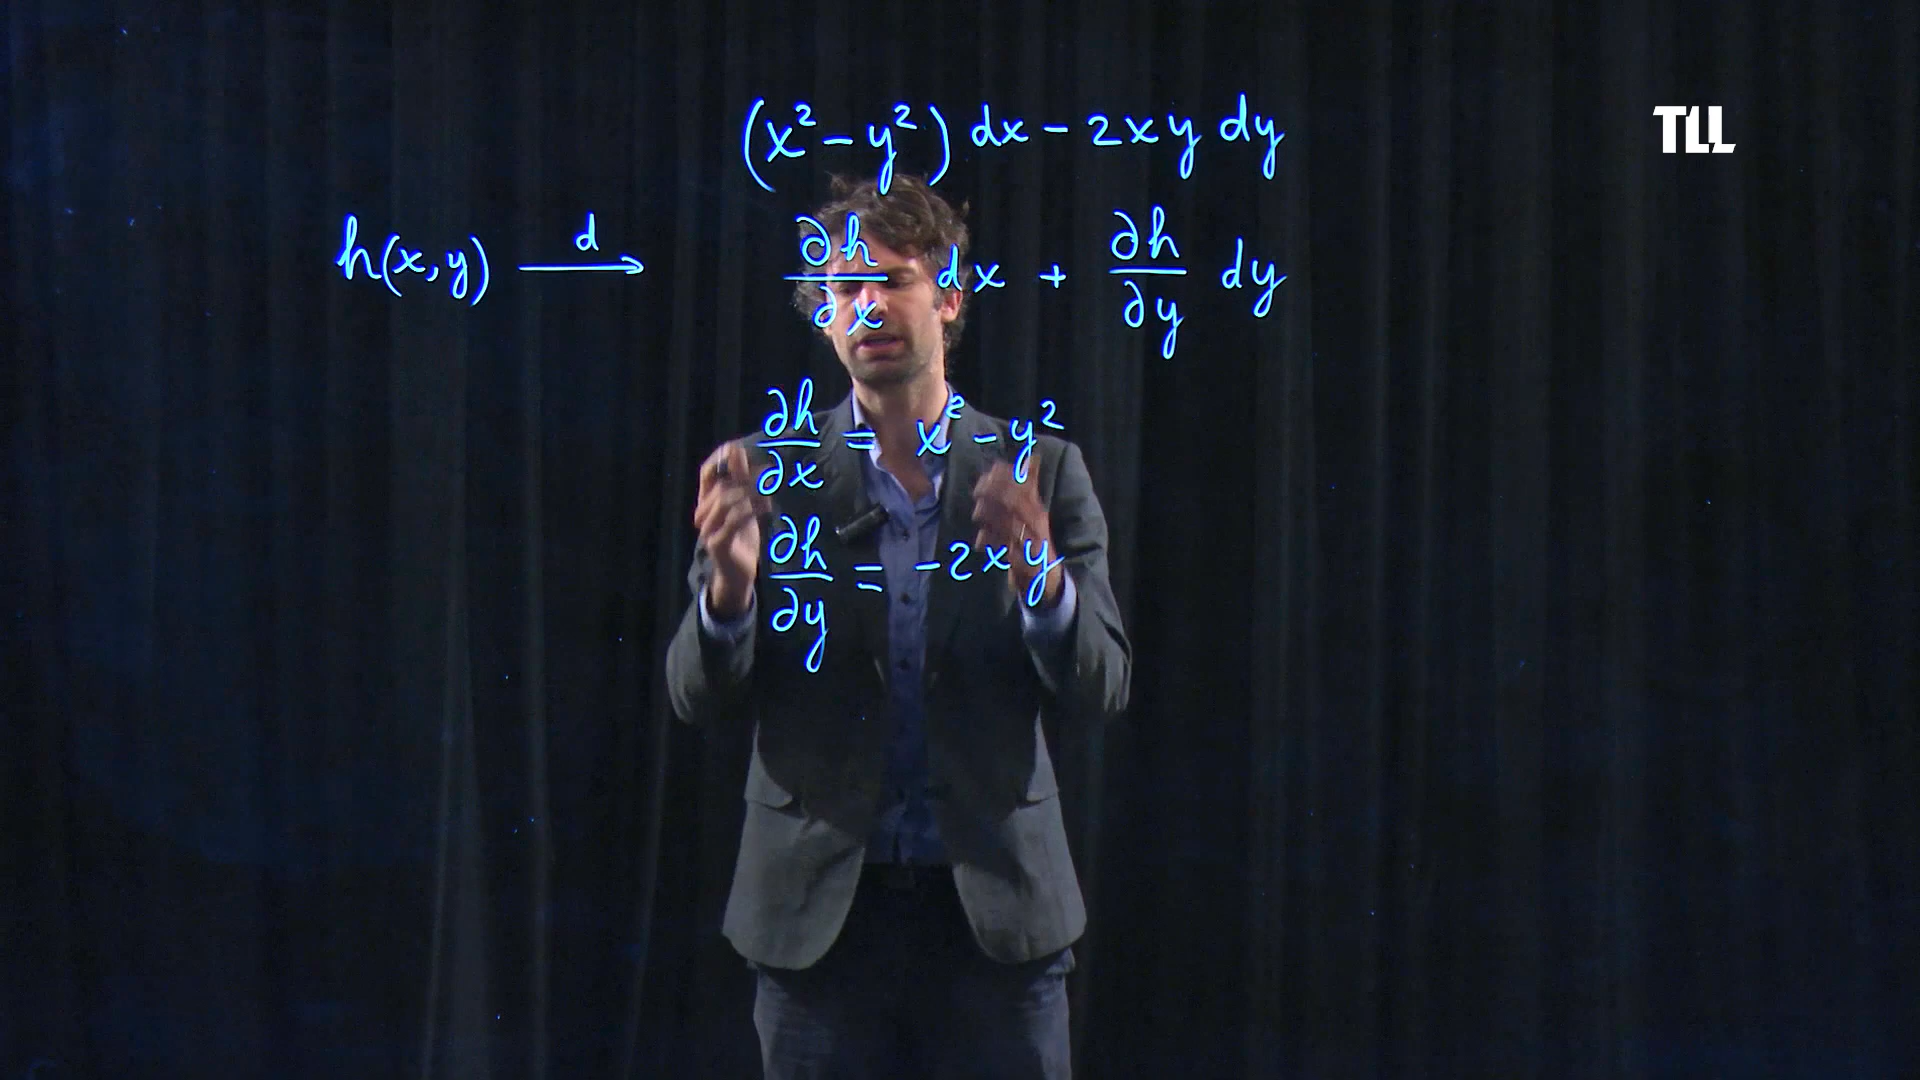 (x² - y²) dx - 2xy dy
TLL
h(x,y) —d→ ∂h/∂x dx + ∂h/∂y dy
∂h/∂x = x² - y²
∂h/∂y = -2xy